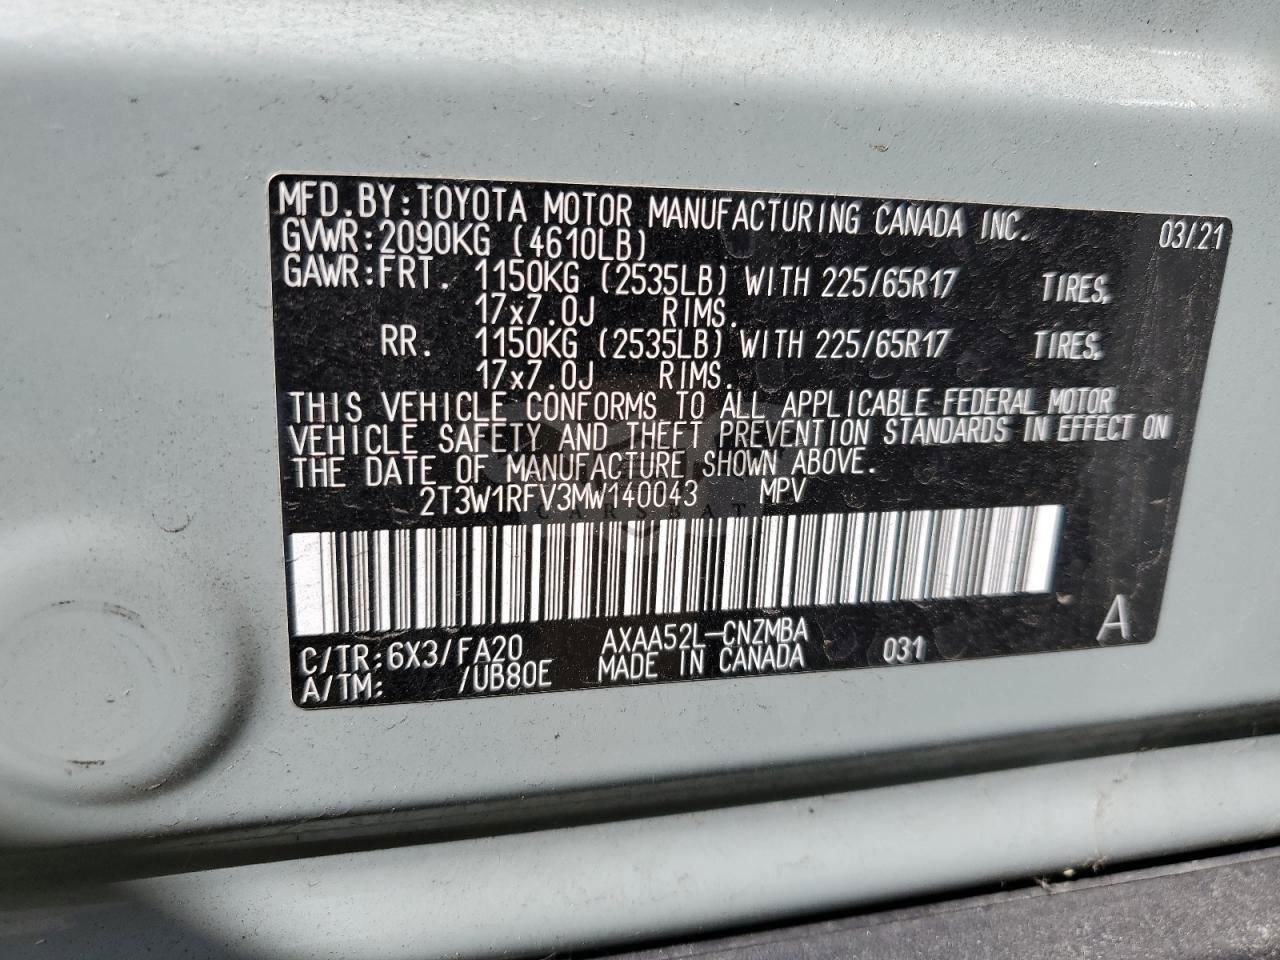 MFD.BY:TOYOTA MOTOR MANUFACTURING CANADA INC. 03/21
GVWR:2090KG (4610LB)
GAWR:FRT. 1150KG (2535LB) WITH 225/65R17 TIRES,
17x7.0J RIMS.
RR. 1150KG (2535LB) WITH 225/65R17 TIRES,
17x7.0J RIMS.
THIS VEHICLE CONFORMS TO ALL APPLICABLE FEDERAL MOTOR
VEHICLE SAFETY AND THEFT PREVENTION STANDARDS IN EFFECT ON
THE DATE OF MANUFACTURE SHOWN ABOVE.
2T3W1RFV3MW140043 MPV
C/TR:6X3/FA20 AXAA52L-CNZMBA 031 A
A/TM: /UB80E MADE IN CANADA